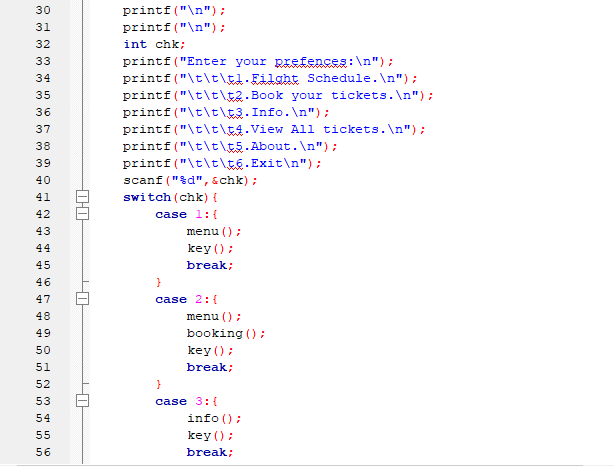 30 printf("\n");
31 printf("\n");
32 int chk;
33 printf("Enter your prefences:\n");
34 printf("\t\t\t1.Filght Schedule.\n");
35 printf("\t\t\t2.Book your tickets.\n");
36 printf("\t\t\t3.Info.\n");
37 printf("\t\t\t4.View All tickets.\n");
38 printf("\t\t\t5.About.\n");
39 printf("\t\t\t6.Exit\n");
40 scanf("%d",&chk);
41 switch(chk){
42 case 1:{
43 menu();
44 key();
45 break;
46 }
47 case 2:{
48 menu();
49 booking();
50 key();
51 break;
52 }
53 case 3:{
54 info();
55 key();
56 break;